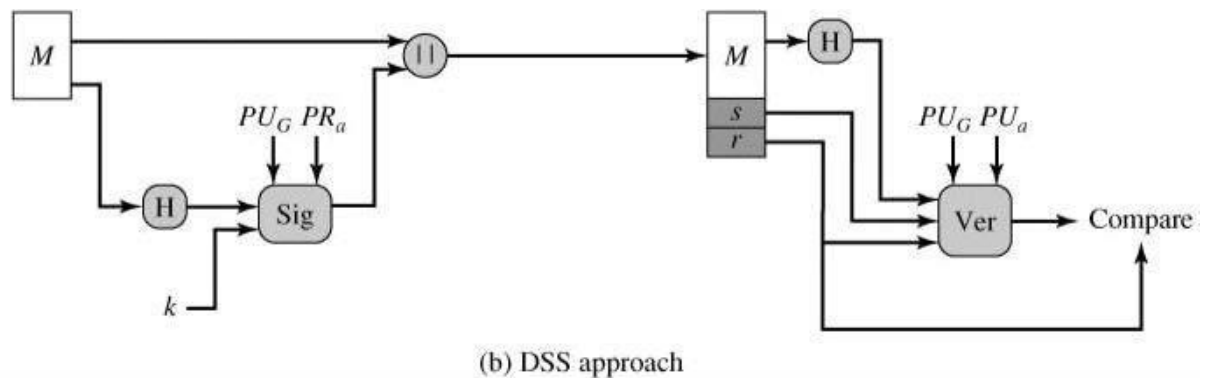 M
||
M
H
s
r
PU_G PR_a
PU_G PU_a
H
Sig
Ver
Compare
k
(b) DSS approach